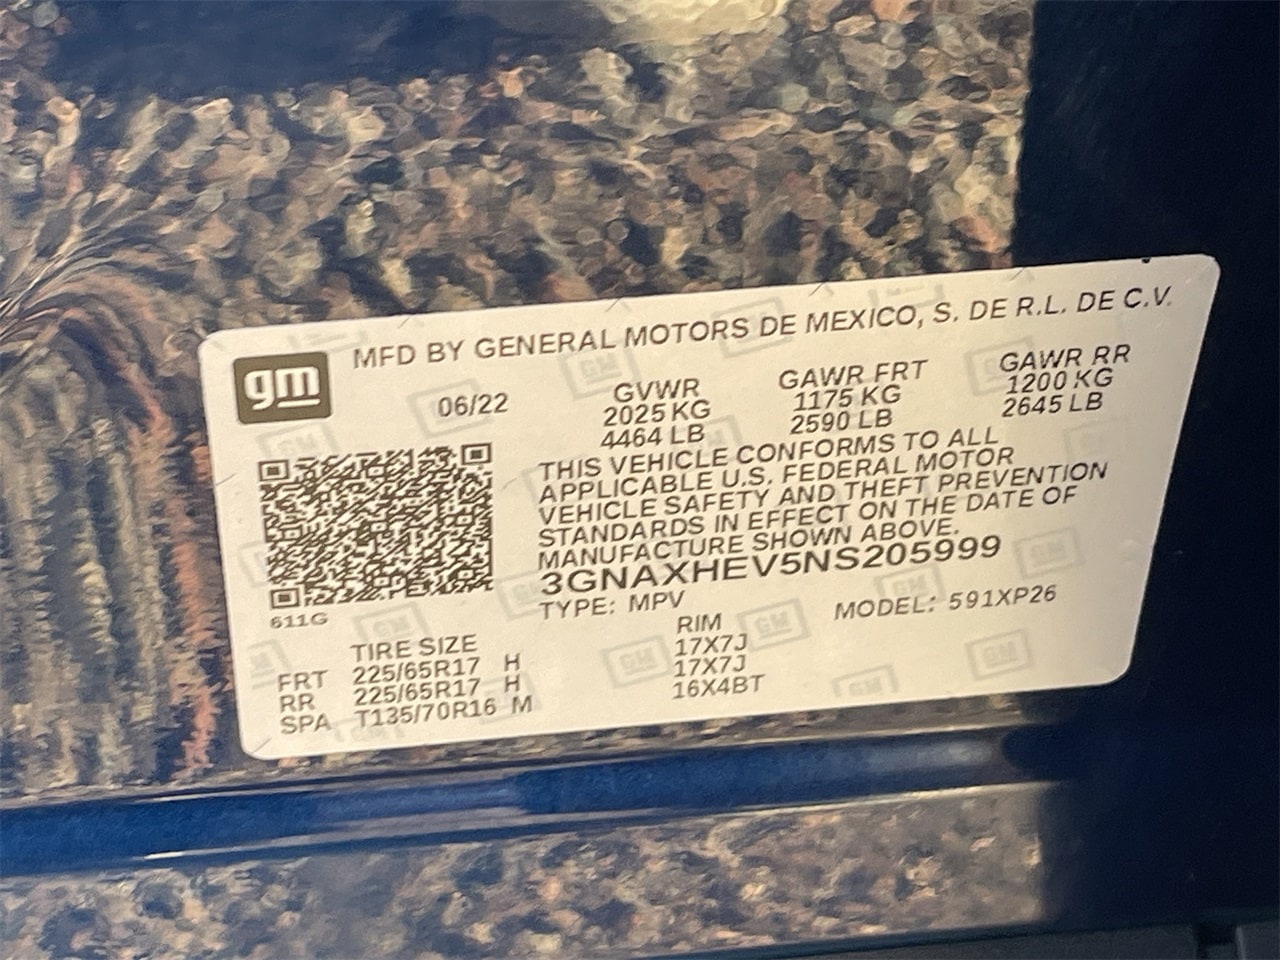 MFD BY GENERAL MOTORS DE MEXICO, S. DE R.L. DE C.V.
gm
06/22
GVWR
2025 KG
4464 LB
GAWR FRT
1175 KG
2590 LB
GAWR RR
1200 KG
2645 LB
THIS VEHICLE CONFORMS TO ALL
APPLICABLE U.S. FEDERAL MOTOR
VEHICLE SAFETY AND THEFT PREVENTION
STANDARDS IN EFFECT ON THE DATE OF
MANUFACTURE SHOWN ABOVE.
3GNAXHEV5NS205999
TYPE: MPV
MODEL: 591XP26
611G
TIRE SIZE
RIM
FRT 225/65R17 H 17X7J
RR 225/65R17 H 17X7J
SPA T135/70R16 M 16X4BT